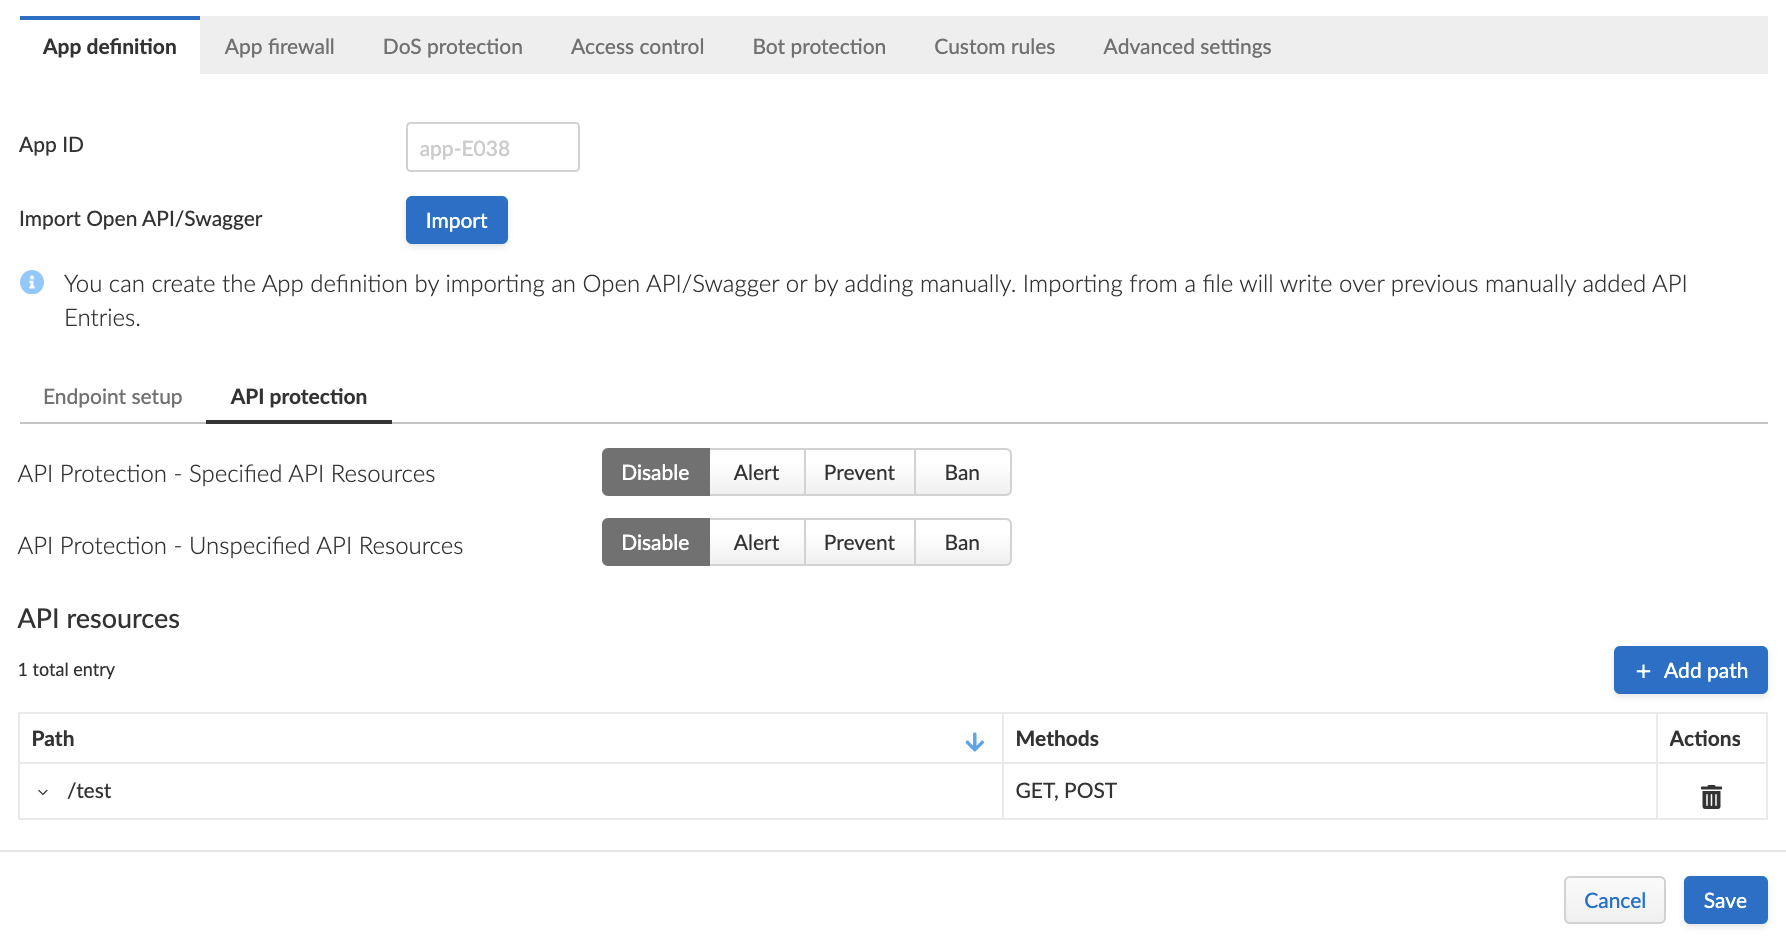 App definition App firewall DoS protection Access control Bot protection Custom rules Advanced settings
App ID app-E038
Import Open API/Swagger Import
You can create the App definition by importing an Open API/Swagger or by adding manually. Importing from a file will write over previous manually added API
Entries.
Endpoint setup API protection
API Protection - Specified API Resources Disable Alert Prevent Ban
API Protection - Unspecified API Resources Disable Alert Prevent Ban
API resources
1 total entry + Add path
Path Methods Actions
/test GET, POST
Cancel Save